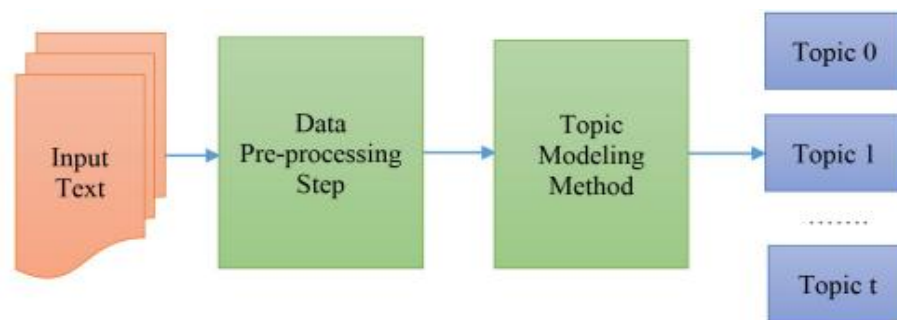 Input
Text
Data
Pre-processing
Step
Topic
Modeling
Method
Topic 0
Topic 1
.......
Topic t